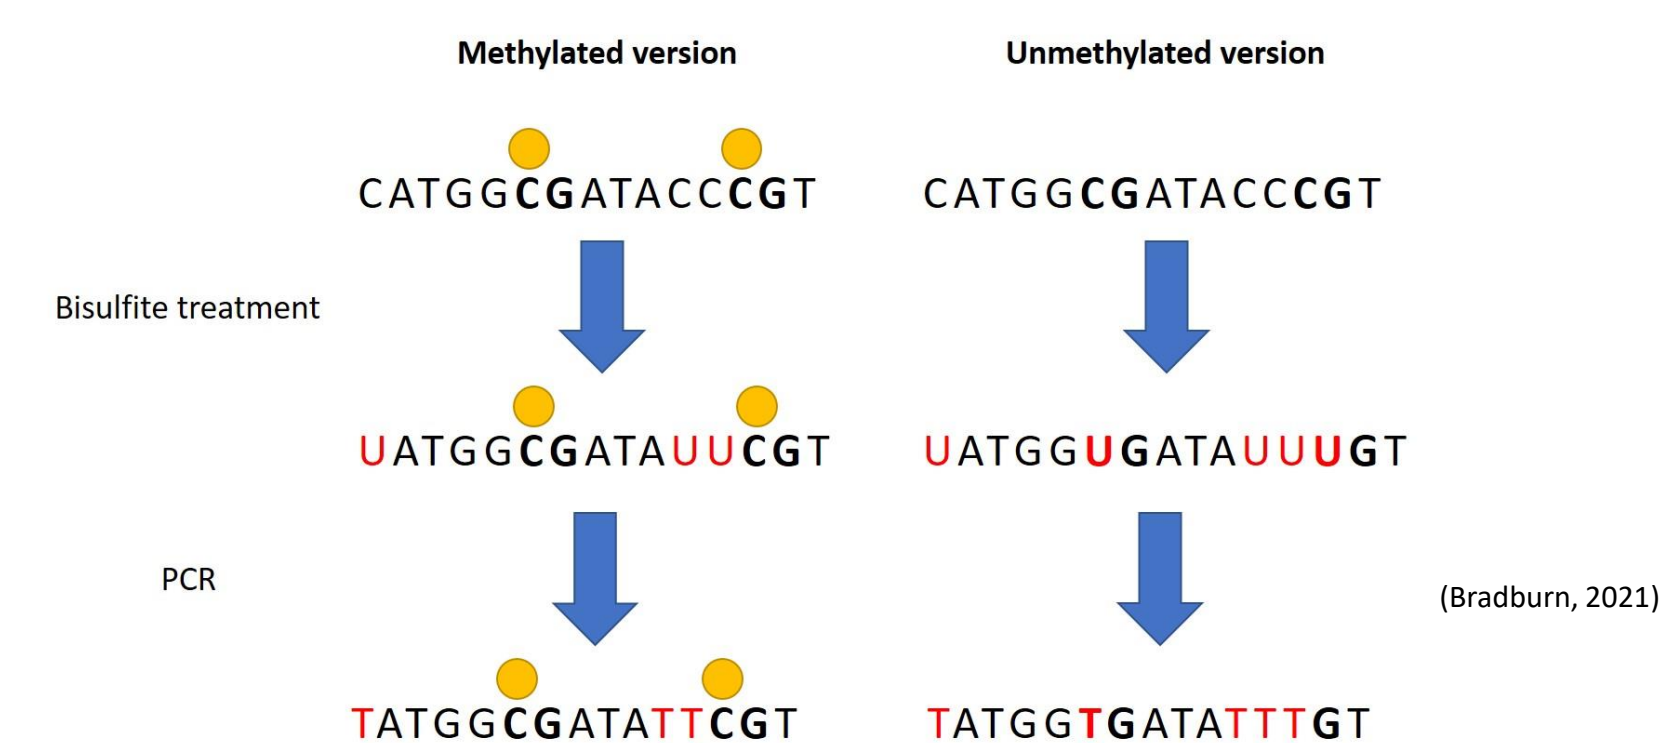 Methylated version Unmethylated version
CATGGCGATACCCGT CATGGCGATACCCGT
Bisulfite treatment
UATGGCGATAUUCGT UATGGUGATAUUUGT
PCR
(Bradburn, 2021)
TATGGCGATATTCGT TATGGTGATATTTGT